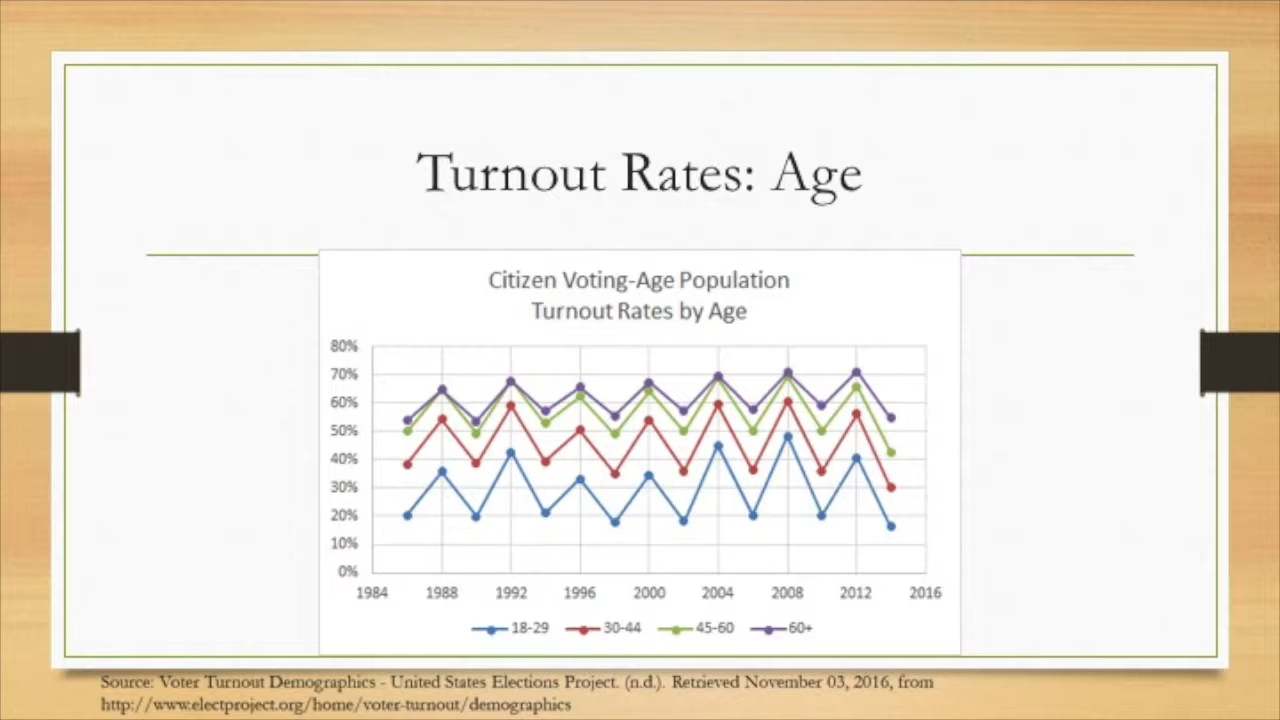 Turnout Rates: Age
Citizen Voting-Age Population
Turnout Rates by Age
80%
70%
60%
50%
40%
30%
20%
10%
0%
1984 1988 1992 1996 2000 2004 2008 2012 2016
18-29 30-44 45-60 60+
Source: Voter Turnout Demographics - United States Elections Project. (n.d.). Retrieved November 03, 2016, from
http://www.electproject.org/home/voter-turnout/demographics